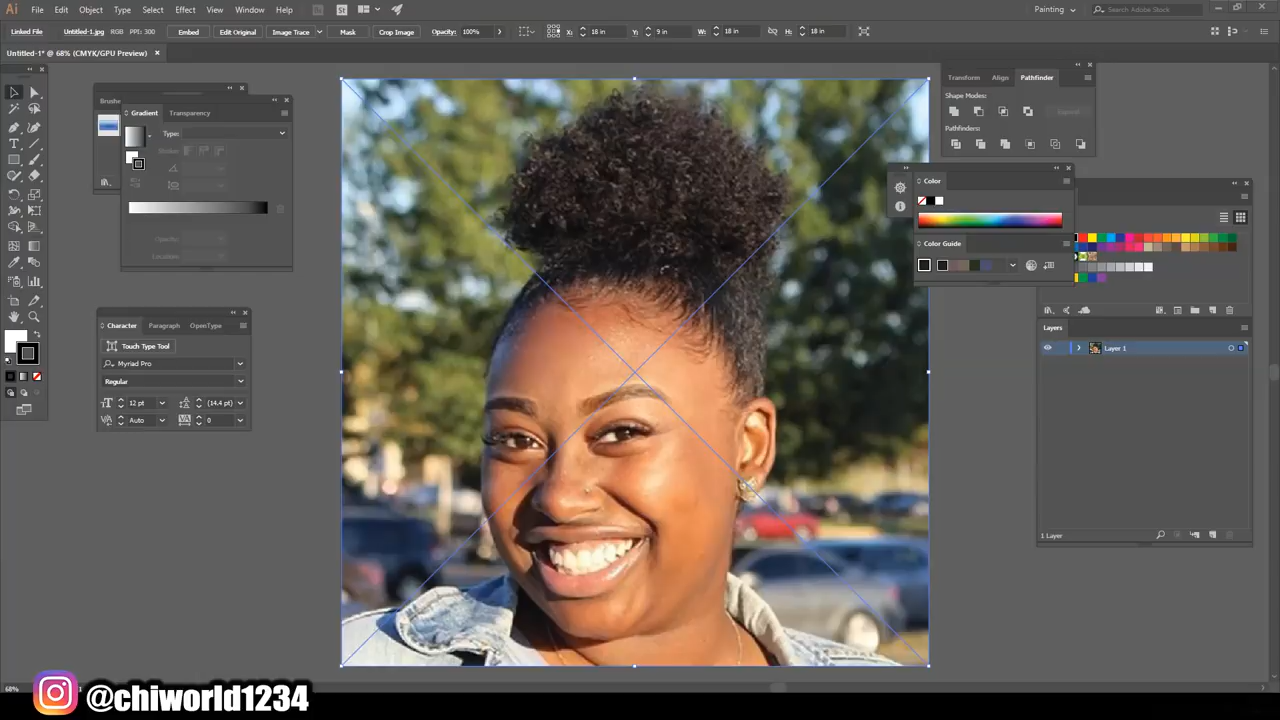 Ai File Edit Object Type Select Effect View Window Help Br St Painting Search Adobe Stock
Linked File Untitled-1.jpg RGB PPI: 300 Embed Edit Original Image Trace Mask Crop Image Opacity: 100% X: 18 in Y: 9 in W: 18 in H: 18 in
Untitled-1* @ 68% (CMYK/GPU Preview) ×
Transform Align Pathfinder
Shape Modes:
Expand
Pathfinders:
Brushe
Gradient Transparency
Type:
Stroke:
Opacity:
Location:
Color
Color Guide
Character Paragraph OpenType
Touch Type Tool
Myriad Pro
Regular
12 pt (14.4 pt)
Auto 0
Layers
Layer 1
1 Layer
68%
@chiworld1234